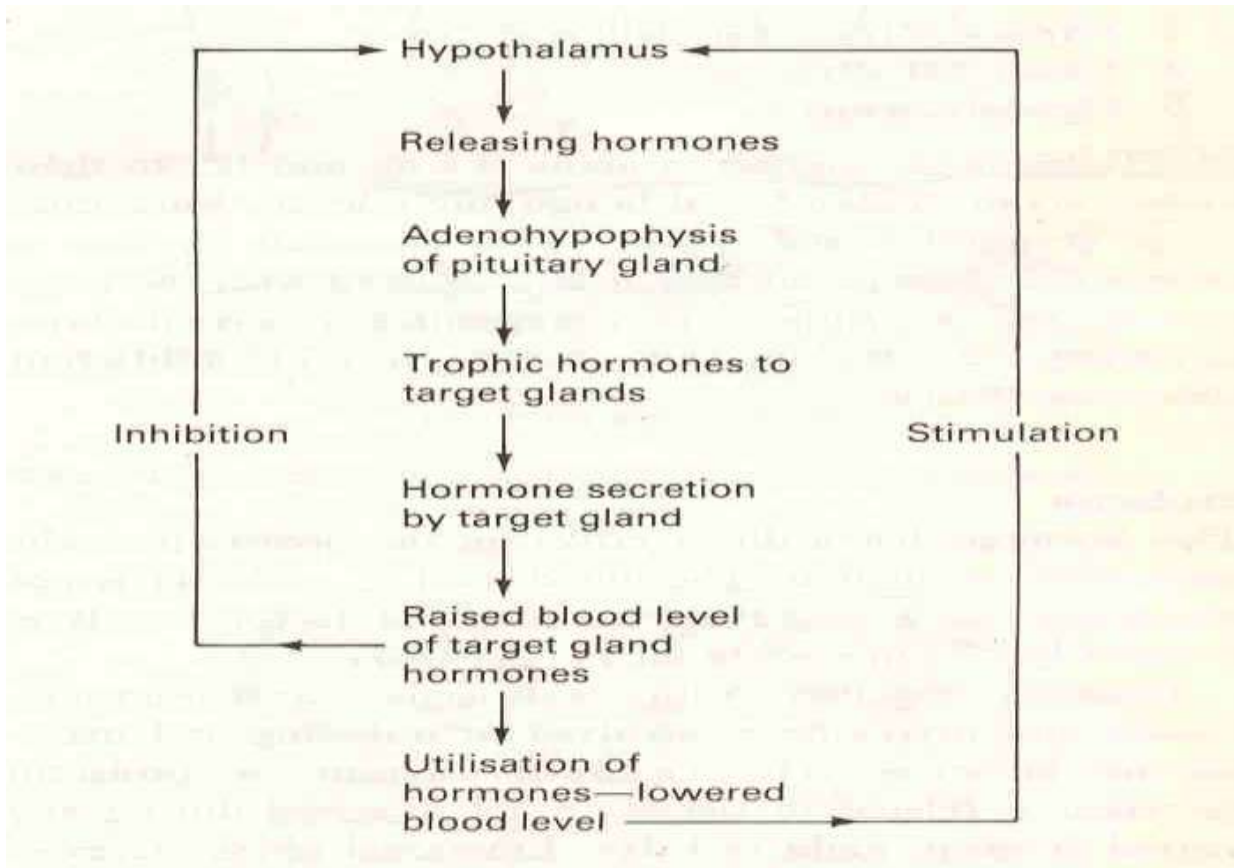 Hypothalamus
Releasing hormones
Adenohypophysis
of pituitary gland
Trophic hormones to
target glands
Inhibition
Stimulation
Hormone secretion
by target gland
Raised blood level
of target gland
hormones
Utilisation of
hormones—lowered
blood level